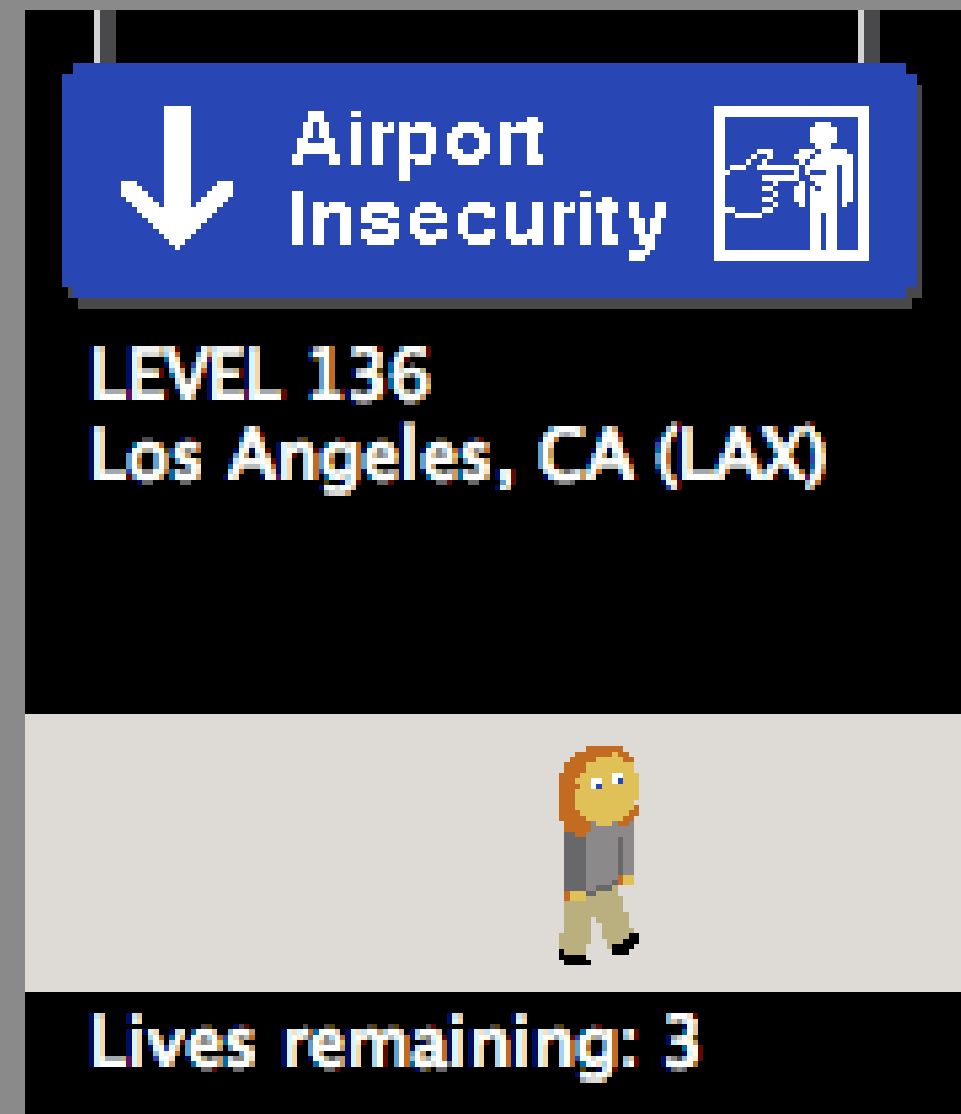 Airport
Insecurity
LEVEL 136
Los Angeles, CA (LAX)
Lives remaining: 3